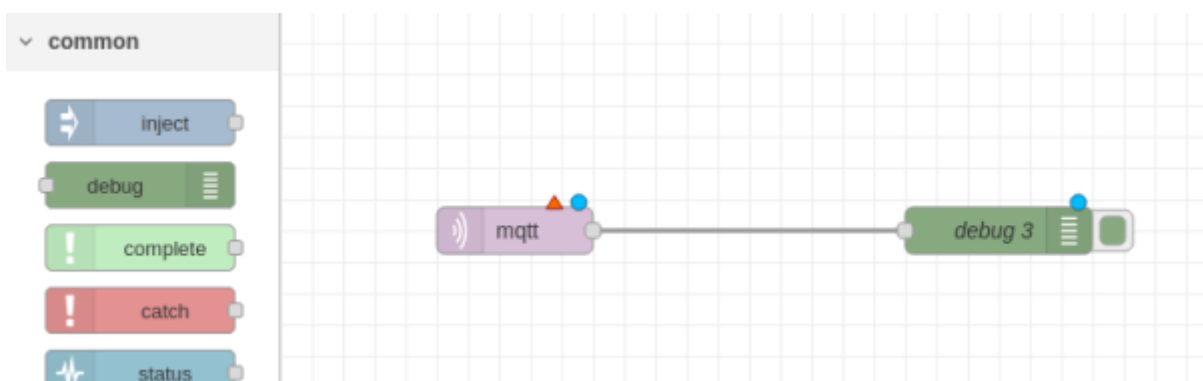 common
inject
debug
complete
catch
status
mqtt
debug 3